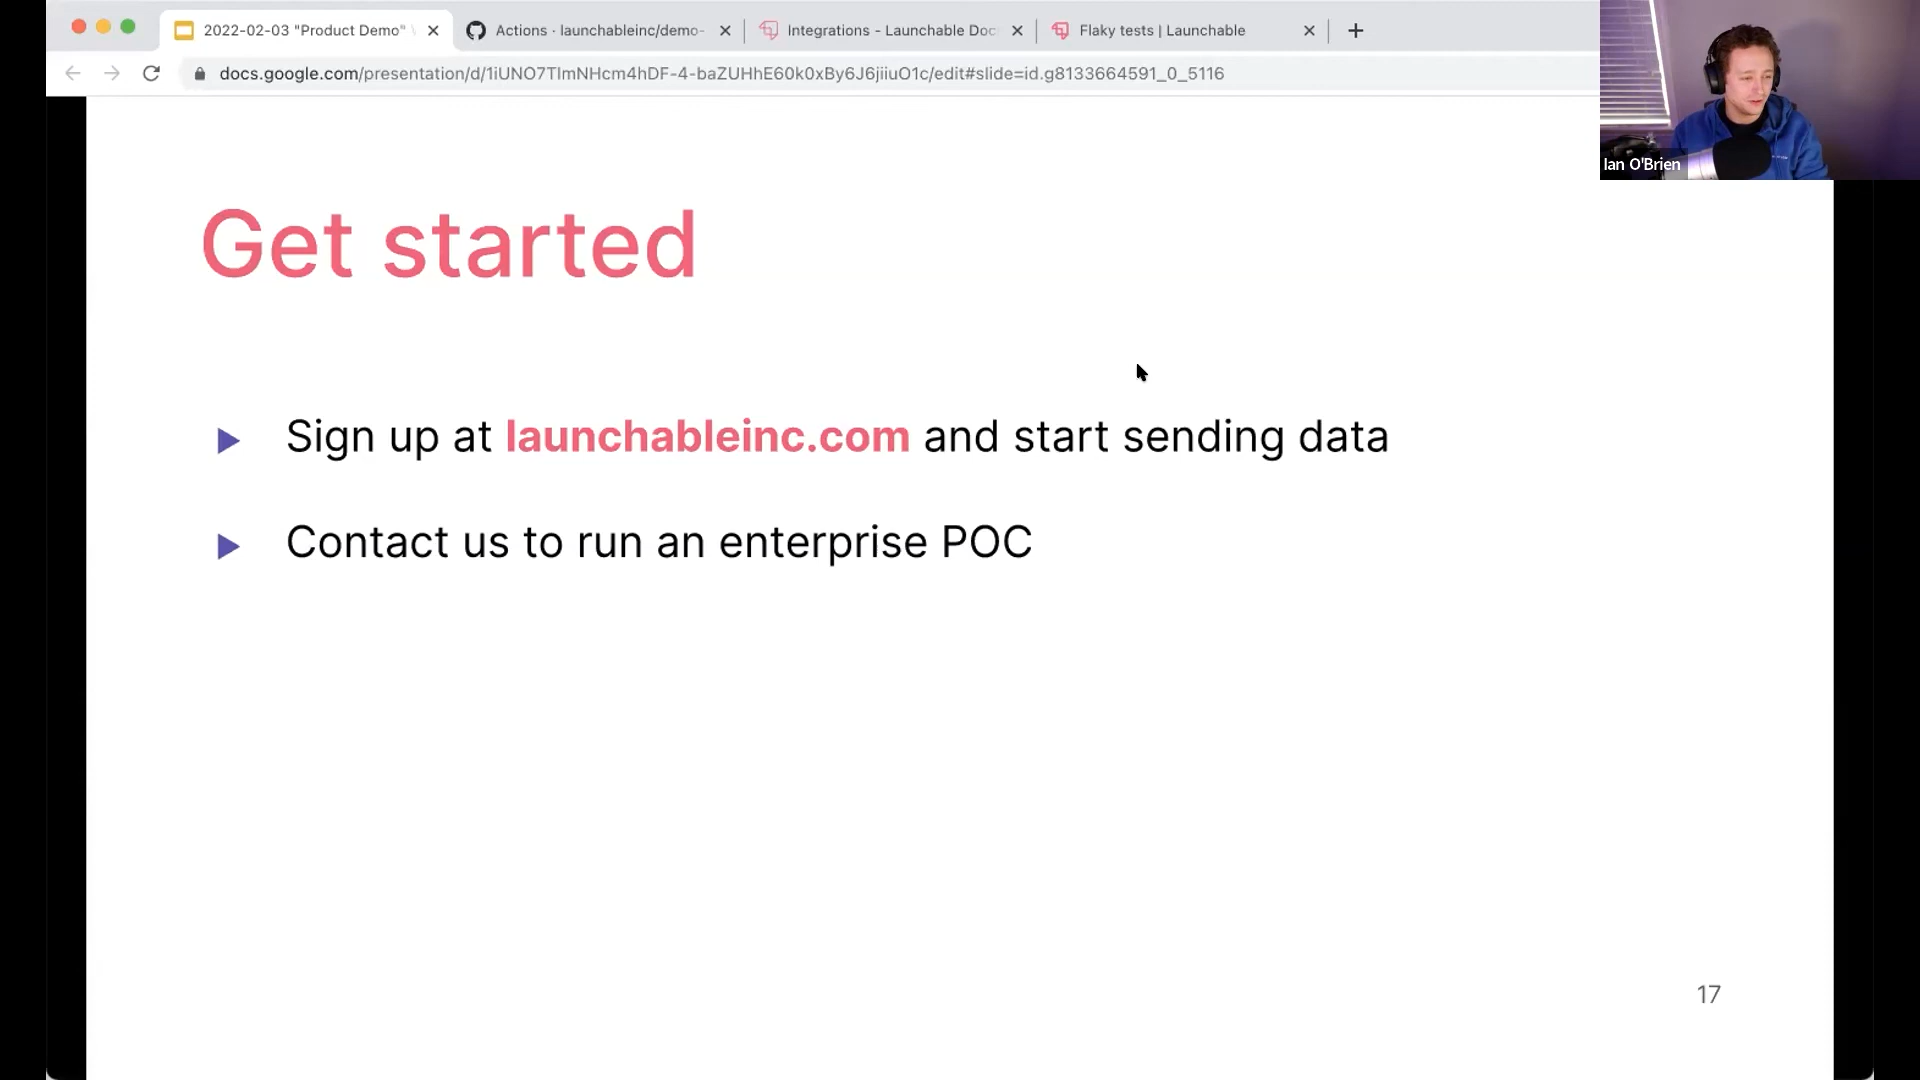 2022-02-03 "Product Demo"
Actions · launchableinc/demo-
Integrations - Launchable Doc
Flaky tests | Launchable
docs.google.com/presentation/d/1iUNO7TlmNHcm4hDF-4-baZUHhE60k0xBy6J6jiiuO1c/edit#slide=id.g8133664591_0_5116
Ian O'Brien
Get started
Sign up at launchableinc.com and start sending data
Contact us to run an enterprise POC
17